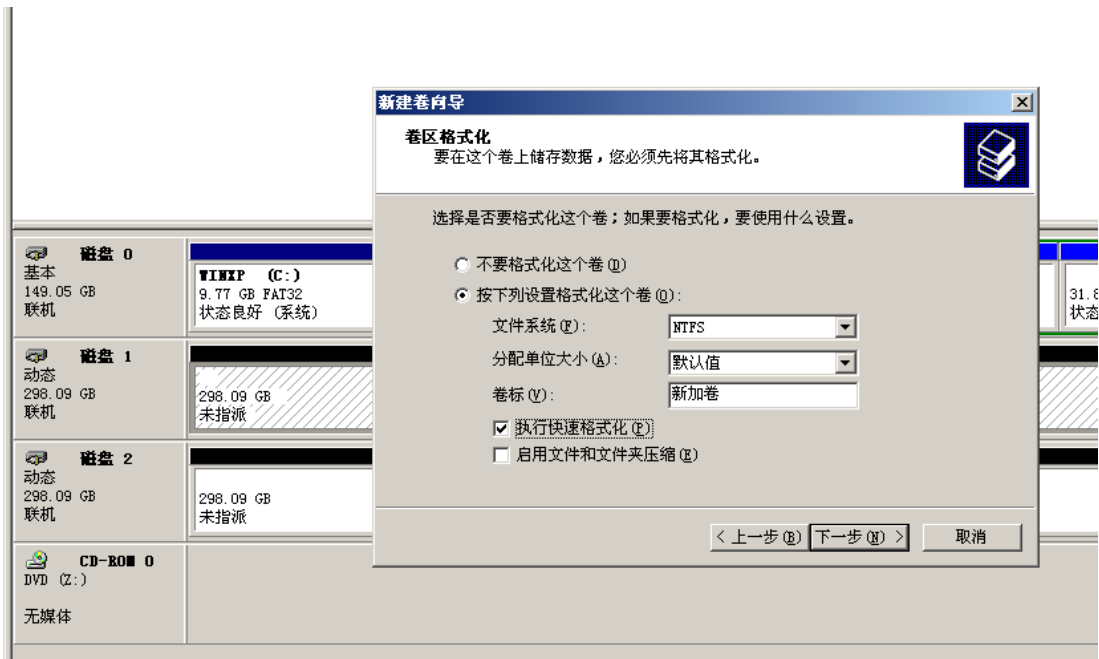 新建卷向导
卷区格式化
要在这个卷上储存数据，您必须先将其格式化。
选择是否要格式化这个卷；如果要格式化，要使用什么设置。
不要格式化这个卷(D)
按下列设置格式化这个卷(O):
文件系统(F): NTFS
分配单位大小(A): 默认值
卷标(V): 新加卷
执行快速格式化(P)
启用文件和文件夹压缩(E)
< 上一步(B) 下一步(N) > 取消
磁盘 0
基本
149.05 GB
联机
WINXP (C:)
9.77 GB FAT32
状态良好 (系统)
31.8
状态
磁盘 1
动态
298.09 GB
联机
298.09 GB
未指派
磁盘 2
动态
298.09 GB
联机
298.09 GB
未指派
CD-ROM 0
DVD (Z:)
无媒体